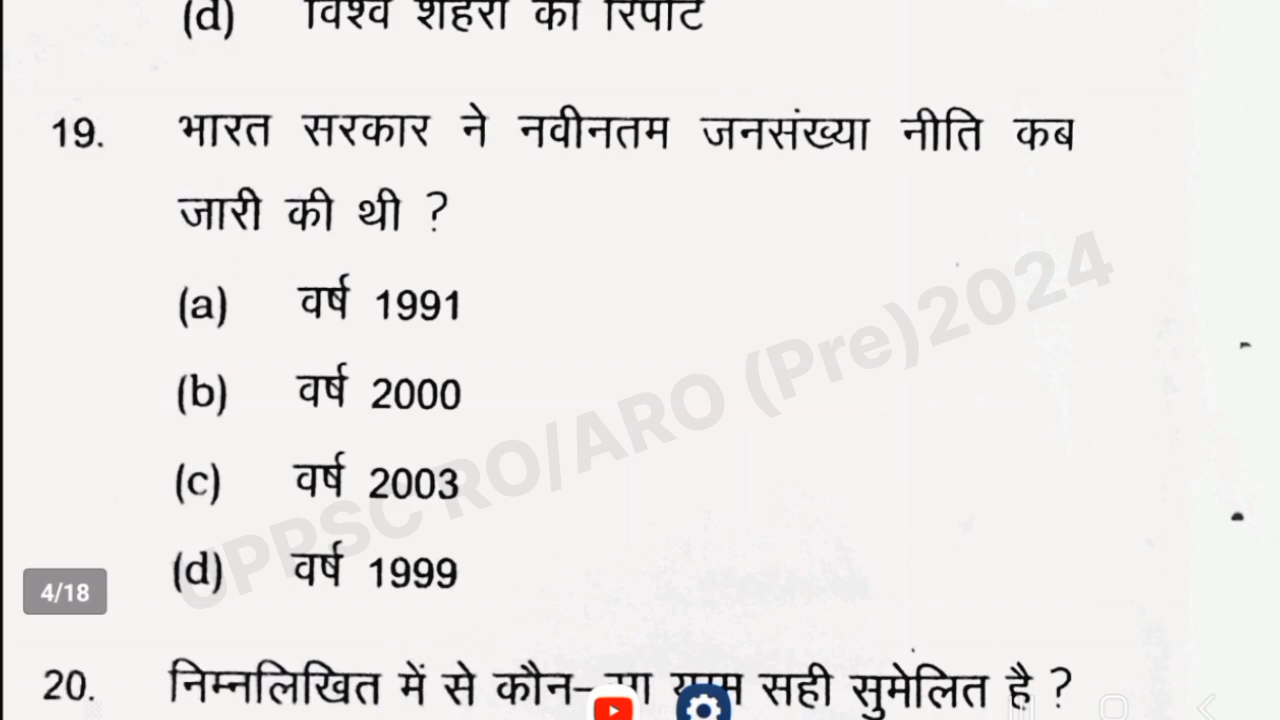 (d) विश्व शहरों की रिपोर्ट
19. भारत सरकार ने नवीनतम जनसंख्या नीति कब
जारी की थी ?
(a) वर्ष 1991
(b) वर्ष 2000
(c) वर्ष 2003
(d) वर्ष 1999
UPPSC RO/ARO (Pre)2024
4/18
20. निम्नलिखित में से कौन– सही सुमेलित है ?